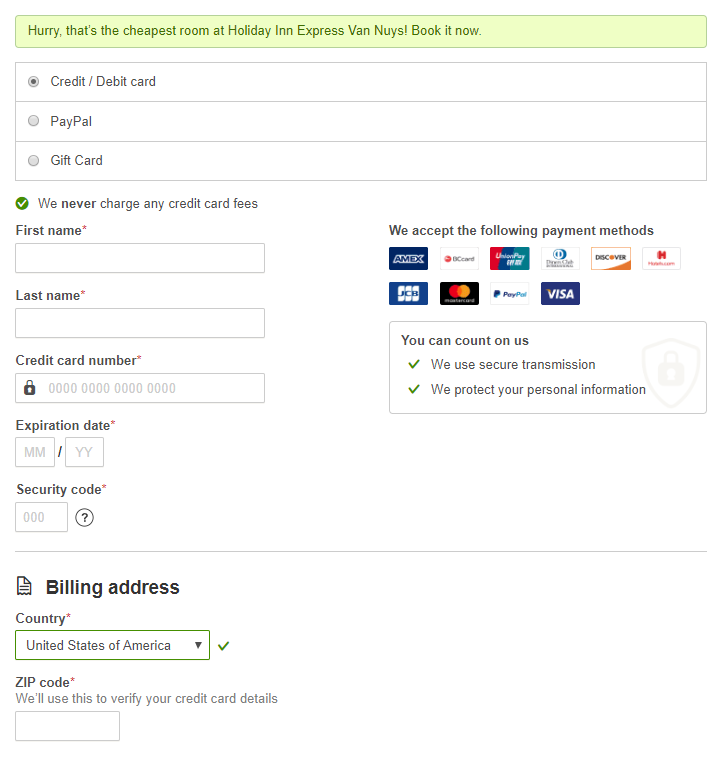 Hurry, that's the cheapest room at Holiday Inn Express Van Nuys! Book it now.
Credit / Debit card
PayPal
Gift Card
We never charge any credit card fees
First name*
Last name*
Credit card number*
0000 0000 0000 0000
Expiration date*
MM / YY
Security code*
000 ?
We accept the following payment methods
AMEX BCcard UnionPay 银联 Diners Club INTERNATIONAL DISCOVER H Hotels.com
JCB mastercard PayPal VISA
You can count on us
We use secure transmission
We protect your personal information
Billing address
Country*
United States of America
ZIP code*
We'll use this to verify your credit card details